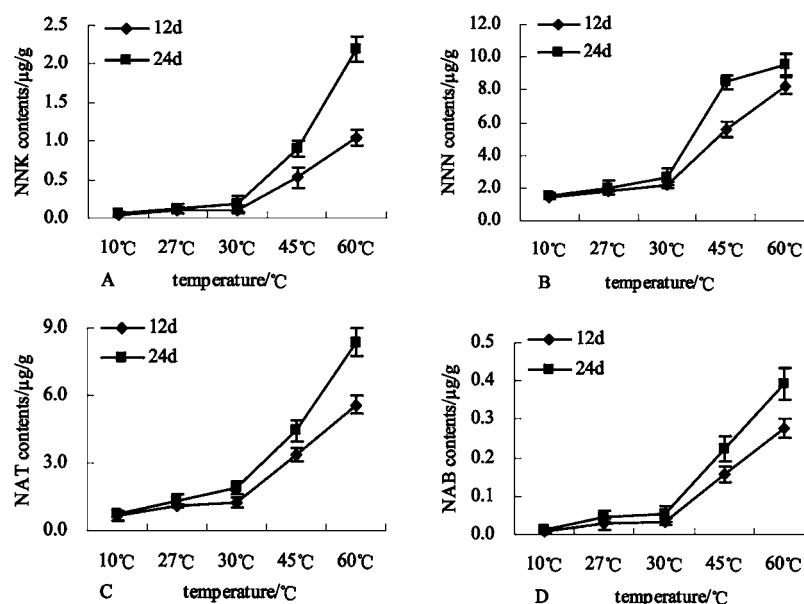 NNK contents/μg/g
2.5
2.0
1.5
1.0
0.5
0.0
12d
24d
10℃ 27℃ 30℃ 45℃ 60℃
A temperature/℃
NNN contents/μg/g
12.0
10.0
8.0
6.0
4.0
2.0
0.0
12d
24d
10℃ 27℃ 30℃ 45℃ 60℃
B temperature/℃
NAT contents/μg/g
9.0
6.0
3.0
0.0
12d
24d
10℃ 27℃ 30℃ 45℃ 60℃
C temperature/℃
NAB contents/μg/g
0.5
0.4
0.3
0.2
0.1
0.0
12d
24d
10℃ 27℃ 30℃ 45℃ 60℃
D temperature/℃